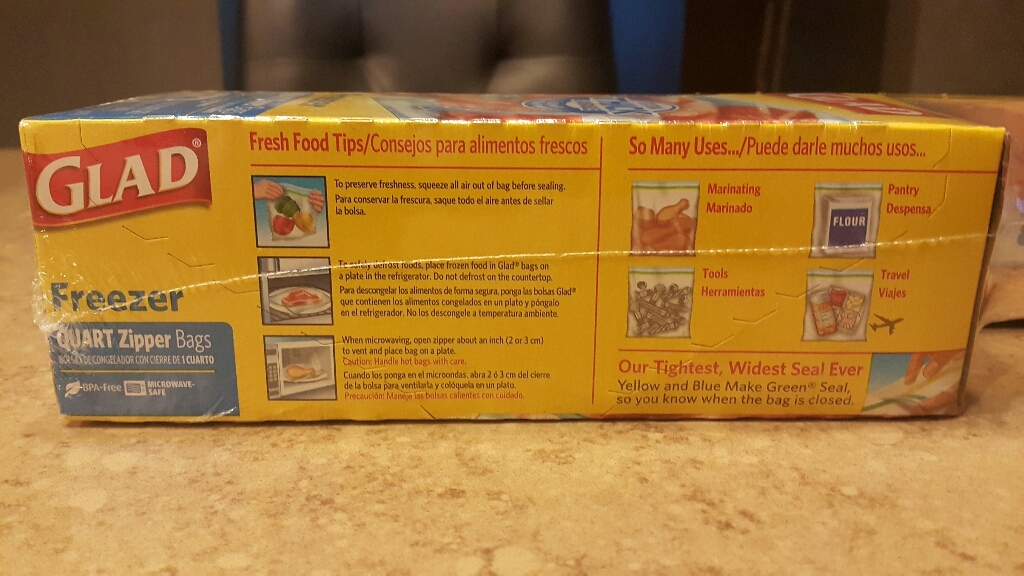 GLAD®
Freezer
QUART Zipper Bags
BOLSAS DE CONGELADOR CON CIERRE DE 1 CUARTO
BPA-Free
MICROWAVE-
SAFE
Fresh Food Tips/Consejos para alimentos frescos
To preserve freshness, squeeze all air out of bag before sealing.
Para conservar la frescura, saque todo el aire antes de sellar
la bolsa.
To safely defrost foods, place frozen food in Glad® bags on
a plate in the refrigerator. Do not defrost on the countertop.
Para descongelar los alimentos de forma segura, ponga las bolsas Glad®
que contienen los alimentos congelados en un plato y póngalo
en el refrigerador. No los descongele a temperatura ambiente.
When microwaving, open zipper about an inch (2 or 3 cm)
to vent and place bag on a plate.
Caution: Handle hot bags with care.
Cuando los ponga en el microondas, abra 2 ó 3 cm del cierre
de la bolsa para ventilarla y colóquela en un plato.
Precaución: Maneje las bolsas calientes con cuidado.
So Many Uses.../Puede darle muchos usos...
Marinating
Marinado
FLOUR
Pantry
Despensa
Tools
Herramientas
Travel
Viajes
Our Tightest, Widest Seal Ever
Yellow and Blue Make Green® Seal,
so you know when the bag is closed.